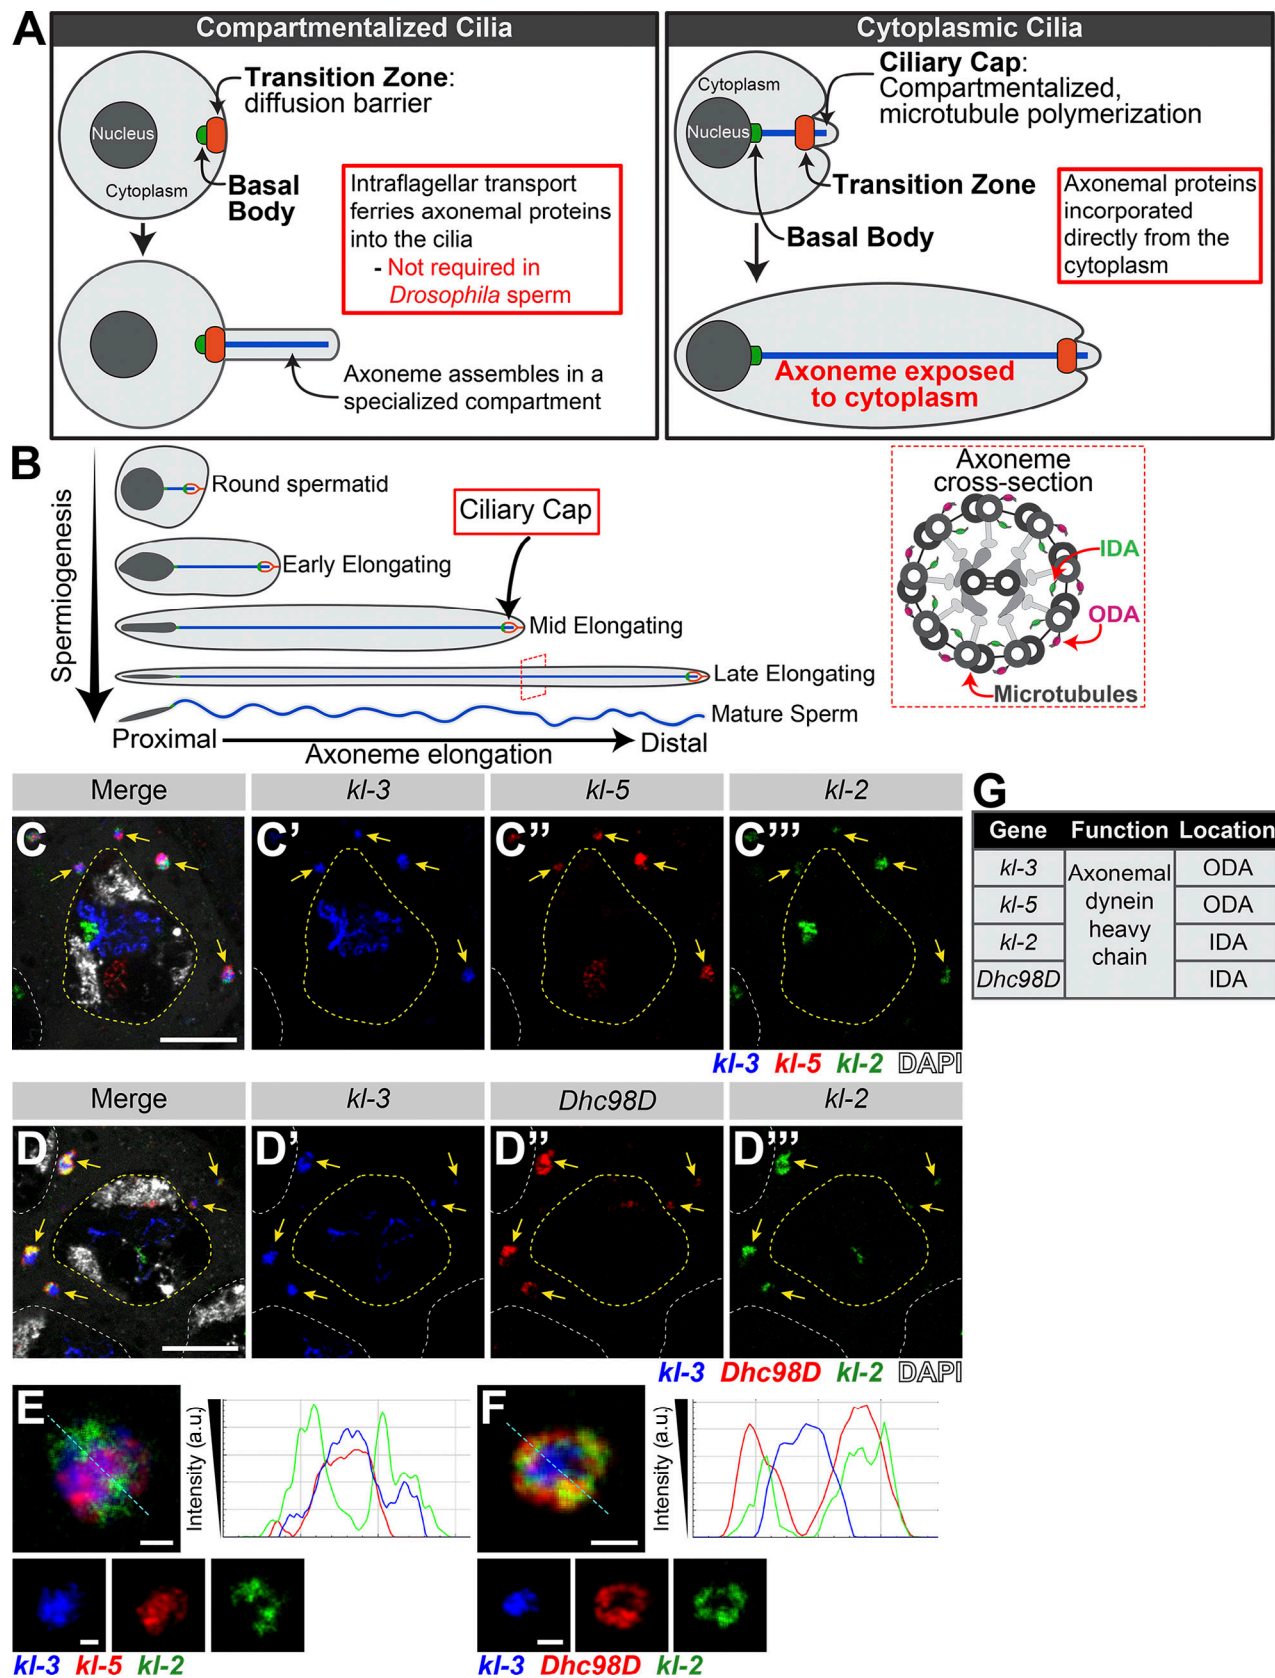 A
Compartmentalized Cilia
Transition Zone:
diffusion barrier
Nucleus
Cytoplasm
Basal
Body
Intraflagellar transport
ferries axonemal proteins
into the cilia
- Not required in
Drosophila sperm
Axoneme assembles in a
specialized compartment
Cytoplasmic Cilia
Cytoplasm
Nucleus
Ciliary Cap:
Compartmentalized,
microtubule polymerization
Transition Zone
Basal Body
Axonemal proteins
incorporated
directly from the
cytoplasm
Axoneme exposed
to cytoplasm
B
Spermiogenesis
Round spermatid
Ciliary Cap
Early Elongating
Mid Elongating
Late Elongating
Mature Sperm
Proximal
Distal
Axoneme elongation
Axoneme
cross-section
IDA
ODA
Microtubules
Merge
kl-3
kl-5
kl-2
C
C'
C''
C'''
kl-3 kl-5 kl-2 DAPI
G
Gene Function Location
kl-3 ODA
kl-5 ODA
kl-2 IDA
Dhc98D IDA
Axonemal
dynein
heavy
chain
Merge
kl-3
Dhc98D
kl-2
D
D'
D''
D'''
kl-3 Dhc98D kl-2 DAPI
E
Intensity (a.u.)
kl-3 kl-5 kl-2
F
Intensity (a.u.)
kl-3 Dhc98D kl-2